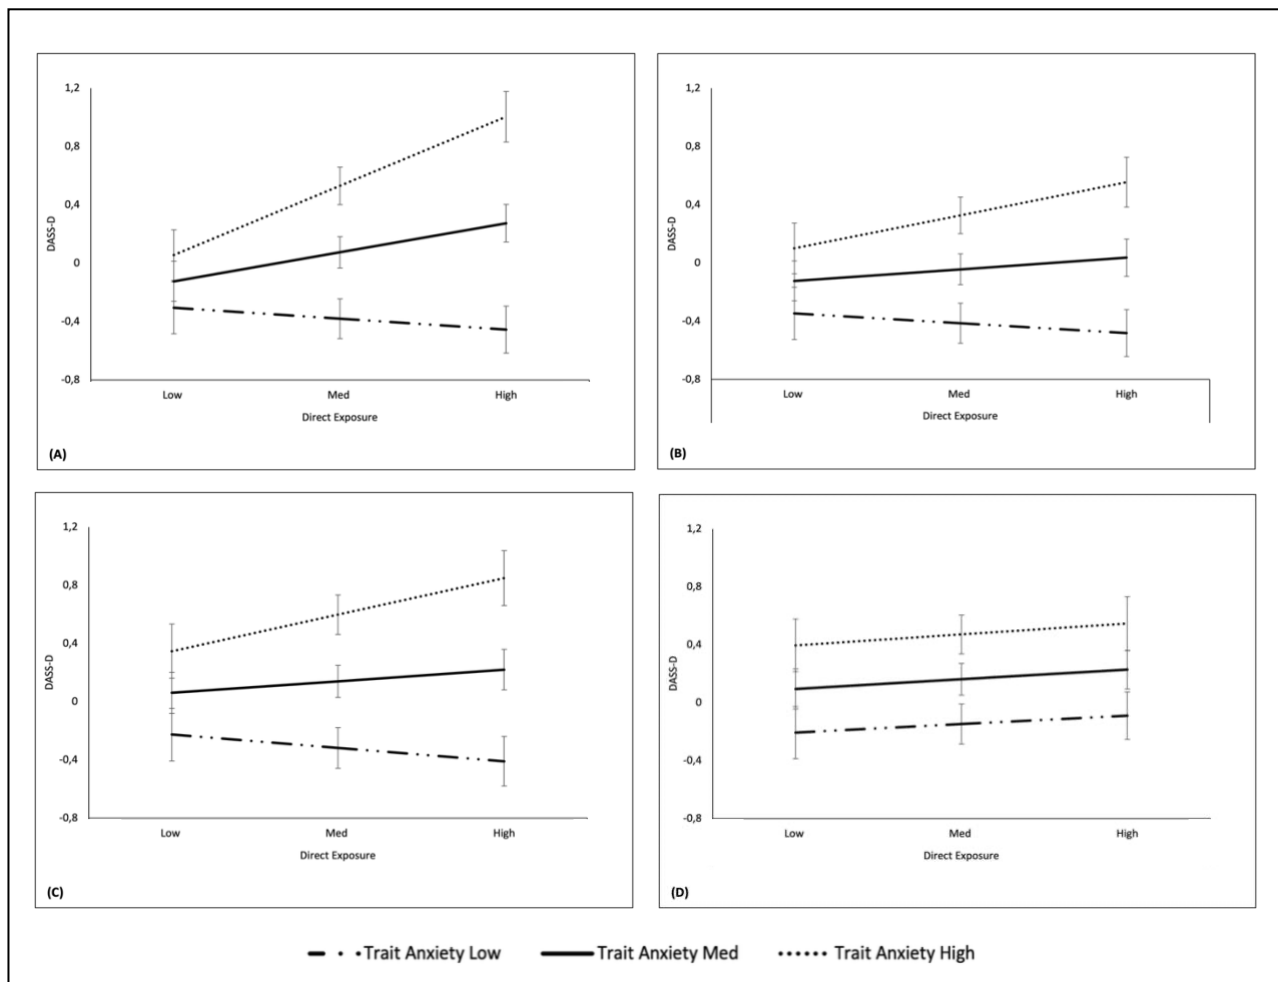 1,2
0,8
0,4
0
-0,4
-0,8
DASS-D
Low Med High
Direct Exposure
(A)
1,2
0,8
0,4
0
-0,4
-0,8
DASS-D
Low Med High
Direct Exposure
(B)
1,2
0,8
0,4
0
-0,4
-0,8
DASS-D
Low Med High
Direct Exposure
(C)
1,2
0,8
0,4
0
-0,4
-0,8
DASS-D
Low Med High
Direct Exposure
(D)
Trait Anxiety Low Trait Anxiety Med Trait Anxiety High